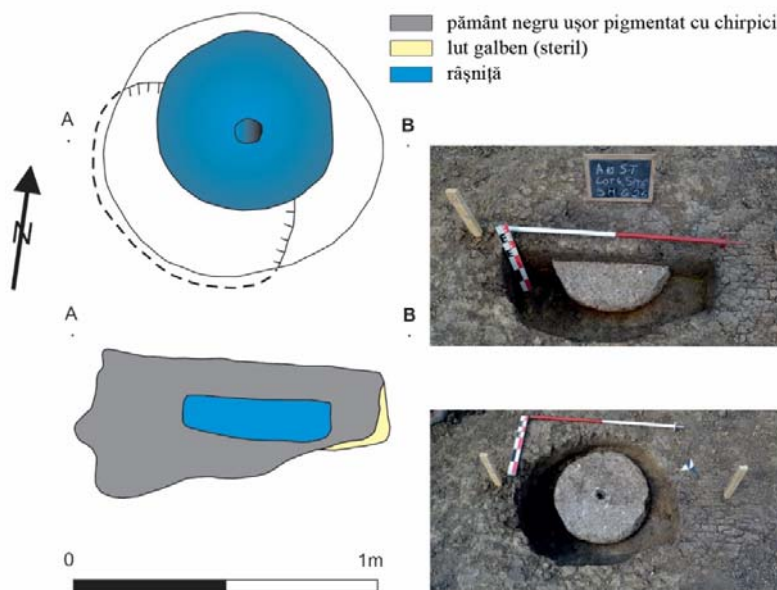 pământ negru ușor pigmentat cu chirpici
lut galben (steril)
râșniță
A
B
N
A
B
0
1m